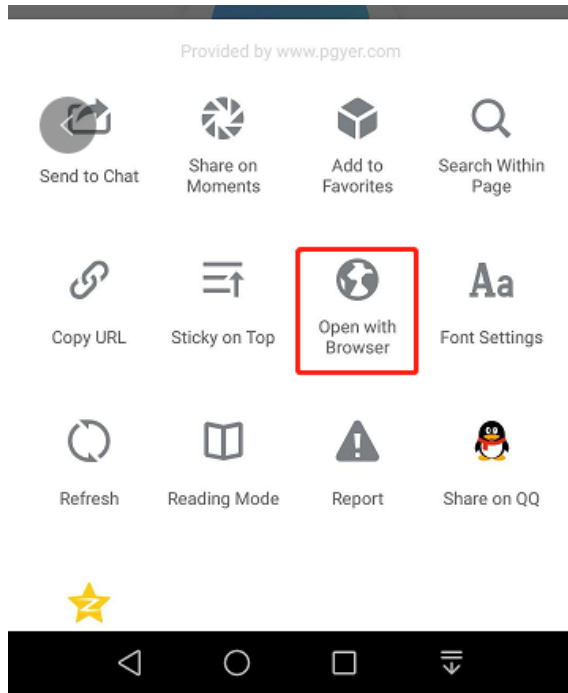 Provided by www.pgyer.com
Send to Chat
Share on
Moments
Add to
Favorites
Search Within
Page
Copy URL
Sticky on Top
Open with
Browser
Aa
Font Settings
Refresh
Reading Mode
Report
Share on QQ